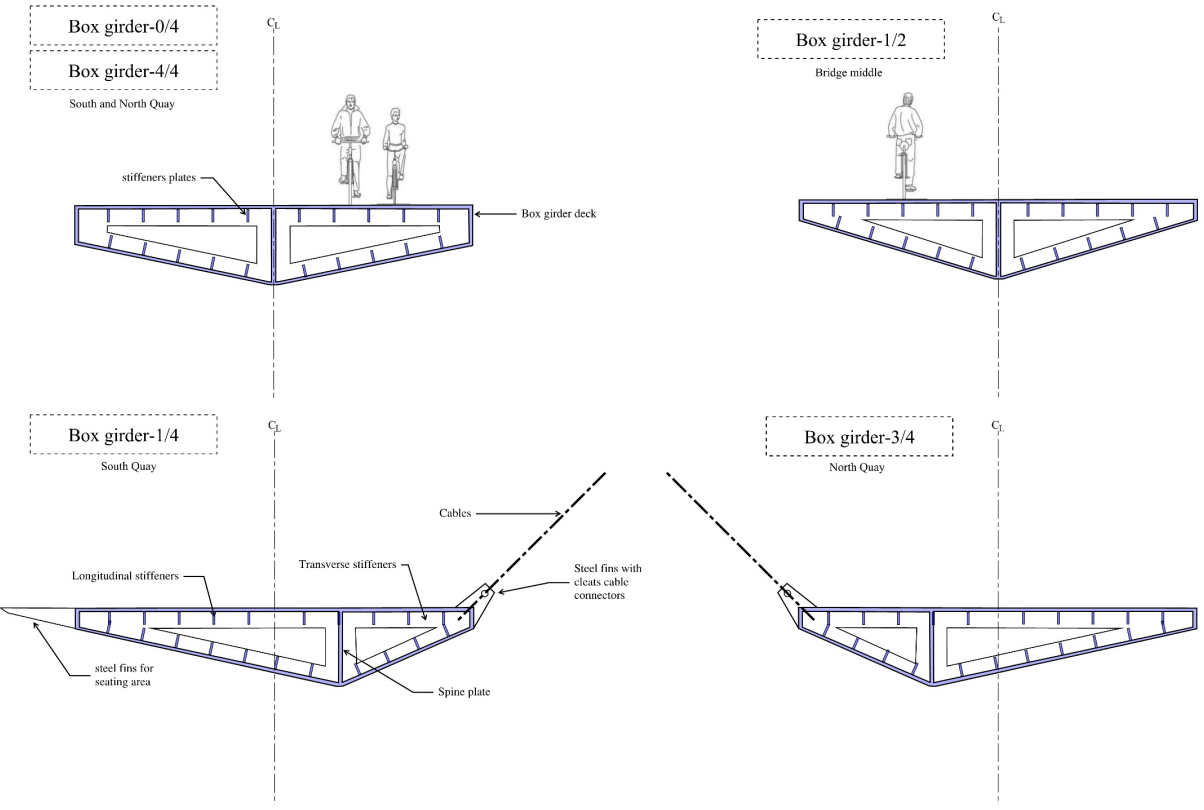 Box girder-0/4
Box girder-4/4
South and North Quay
CL
stiffeners plates
Box girder deck
Box girder-1/2
Bridge middle
CL
Box girder-1/4
South Quay
CL
Cables
Longitudinal stiffeners
Transverse stiffeners
Steel fins with
cleats cable
connectors
steel fins for
seating area
Spine plate
Box girder-3/4
North Quay
CL